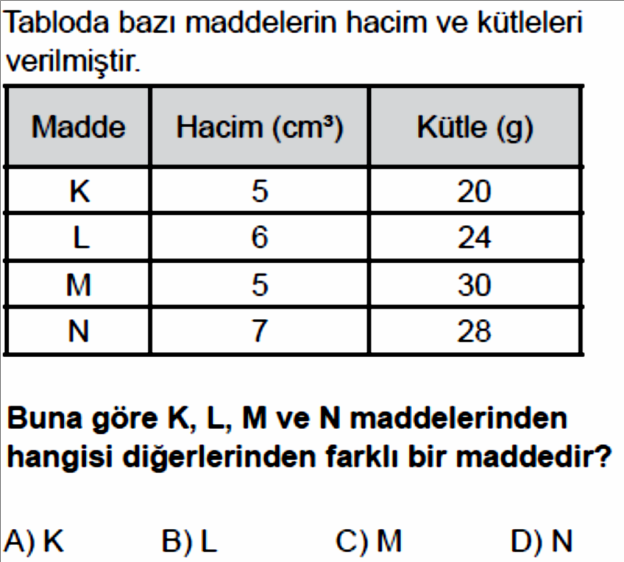 Tabloda bazı maddelerin hacim ve kütleleri
verilmiştir.
Madde Hacim (cm³) Kütle (g)
K 5 20
L 6 24
M 5 30
N 7 28
Buna göre K, L, M ve N maddelerinden
hangisi diğerlerinden farklı bir maddedir?
A) K B) L C) M D) N